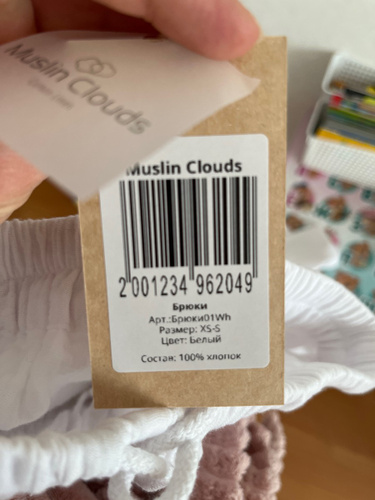 Muslin Clouds
Muslin Clouds
2 001234 962049
Брюки
Арт.:Брюки01Wh
Размер: XS-S
Цвет: Белый
Состав: 100% хлопок